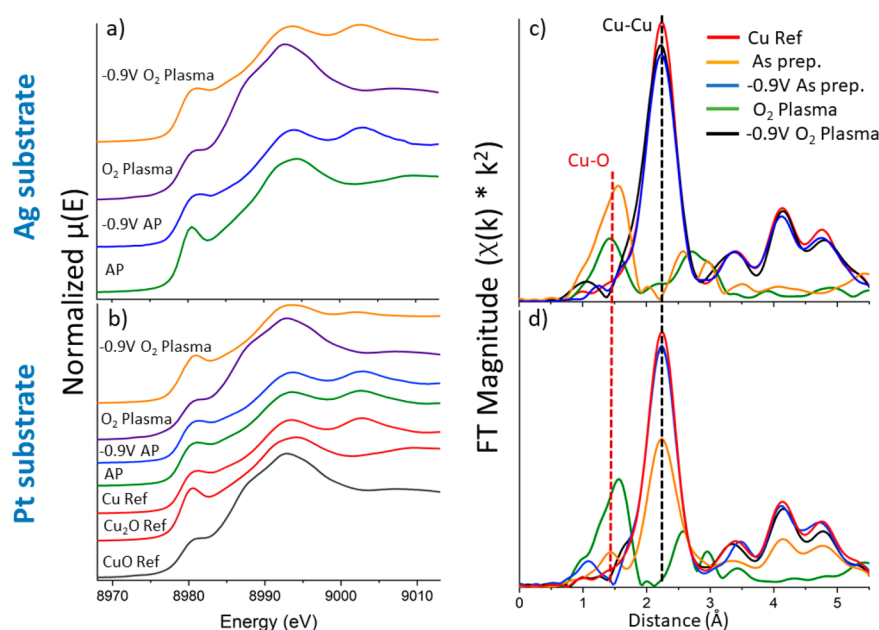 Ag substrate
Pt substrate
Normalized μ(E)
a)
-0.9V O₂ Plasma
O₂ Plasma
-0.9V AP
AP
b)
-0.9V O₂ Plasma
O₂ Plasma
-0.9V AP
AP
Cu Ref
Cu₂O Ref
CuO Ref
8970 8980 8990 9000 9010
Energy (eV)
FT Magnitude (χ(k) * k²)
c)
Cu-Cu
Cu-O
Cu Ref
As prep.
-0.9V As prep.
O₂ Plasma
-0.9V O₂ Plasma
d)
0 1 2 3 4 5
Distance (Å)